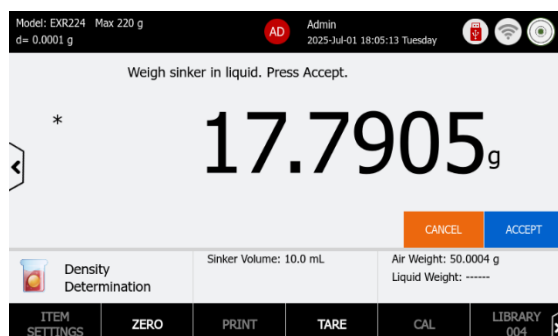 Model: EXR224 Max 220 g
d= 0.0001 g
AD
Admin
2025-Jul-01 18:05:13 Tuesday
Weigh sinker in liquid. Press Accept.
*
17.7905 g
CANCEL
ACCEPT
Density
Determination
Sinker Volume: 10.0 mL
Air Weight: 50.0004 g
Liquid Weight: ------
ITEM
SETTINGS
ZERO
PRINT
TARE
CAL
LIBRARY
004